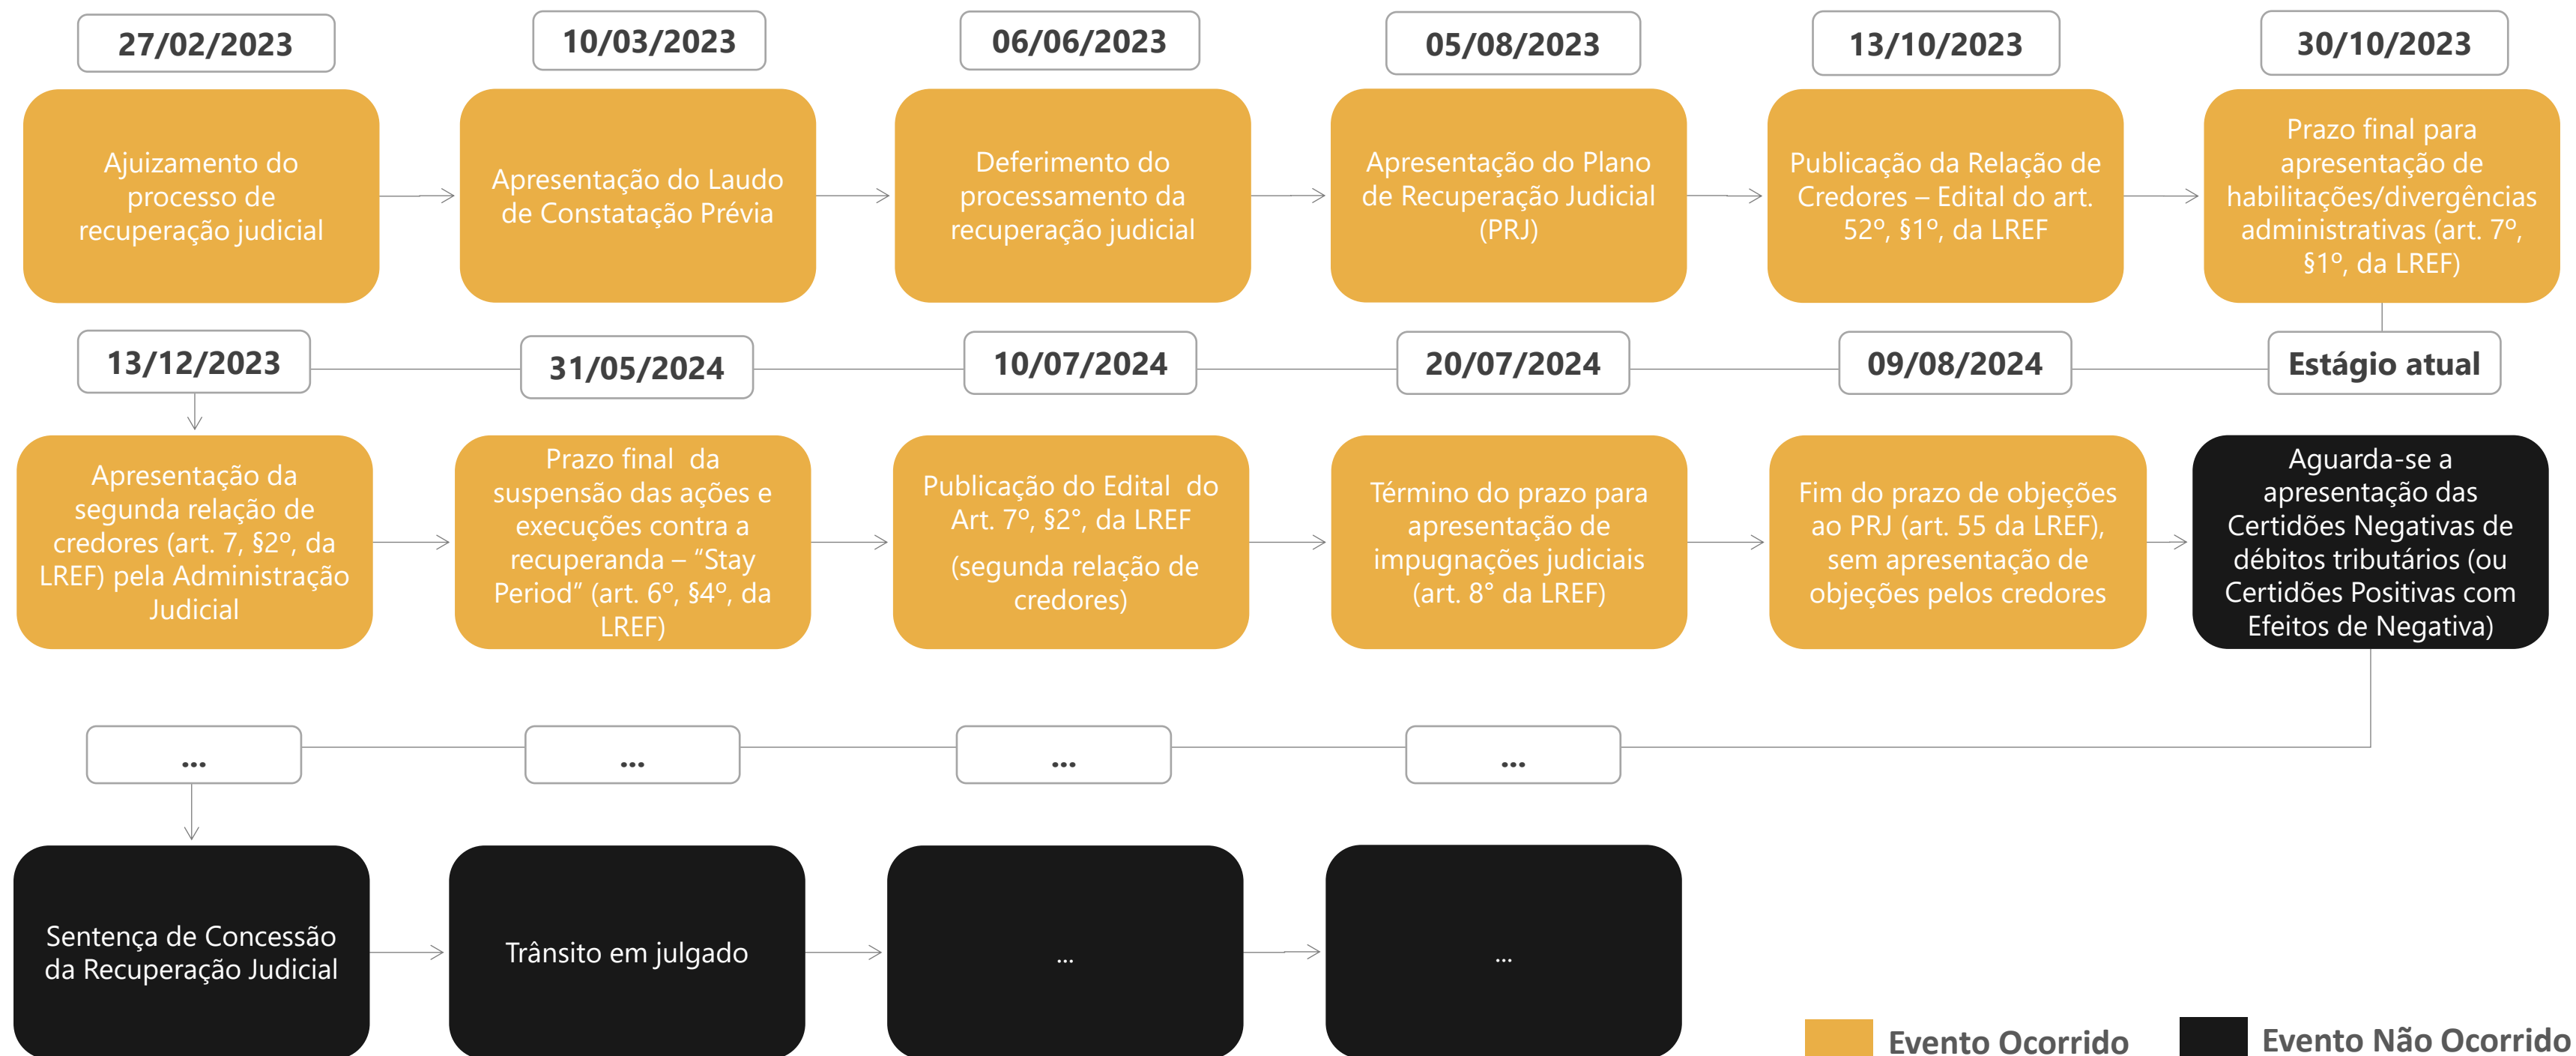 27/02/2023
10/03/2023
06/06/2023
05/08/2023
13/10/2023
30/10/2023
Ajuizamento do
processo de
recuperação judicial
Apresentação do Laudo
de Constatação Prévia
Deferimento do
processamento da
recuperação judicial
Apresentação do Plano
de Recuperação Judicial
(PRJ)
Publicação da Relação de
Credores – Edital do art.
52º, §1º, da LREF
Prazo final para
apresentação de
habilitações/divergências
administrativas (art. 7º,
§1º, da LREF)
13/12/2023
31/05/2024
10/07/2024
20/07/2024
09/08/2024
Estágio atual
Apresentação da
segunda relação de
credores (art. 7, §2º, da
LREF) pela Administração
Judicial
Prazo final  da
suspensão das ações e
execuções contra a
recuperanda – “Stay
Period” (art. 6º, §4º, da
LREF)
Publicação do Edital  do
Art. 7º, §2°, da LREF
(segunda relação de
credores)
Término do prazo para
apresentação de
impugnações judiciais
(art. 8° da LREF)
Fim do prazo de objeções
ao PRJ (art. 55 da LREF),
sem apresentação de
objeções pelos credores
Aguarda-se a
apresentação das
Certidões Negativas de
débitos tributários (ou
Certidões Positivas com
Efeitos de Negativa)
...
...
...
...
Sentença de Concessão
da Recuperação Judicial
Trânsito em julgado
...
...
Evento Ocorrido
Evento Não Ocorrido